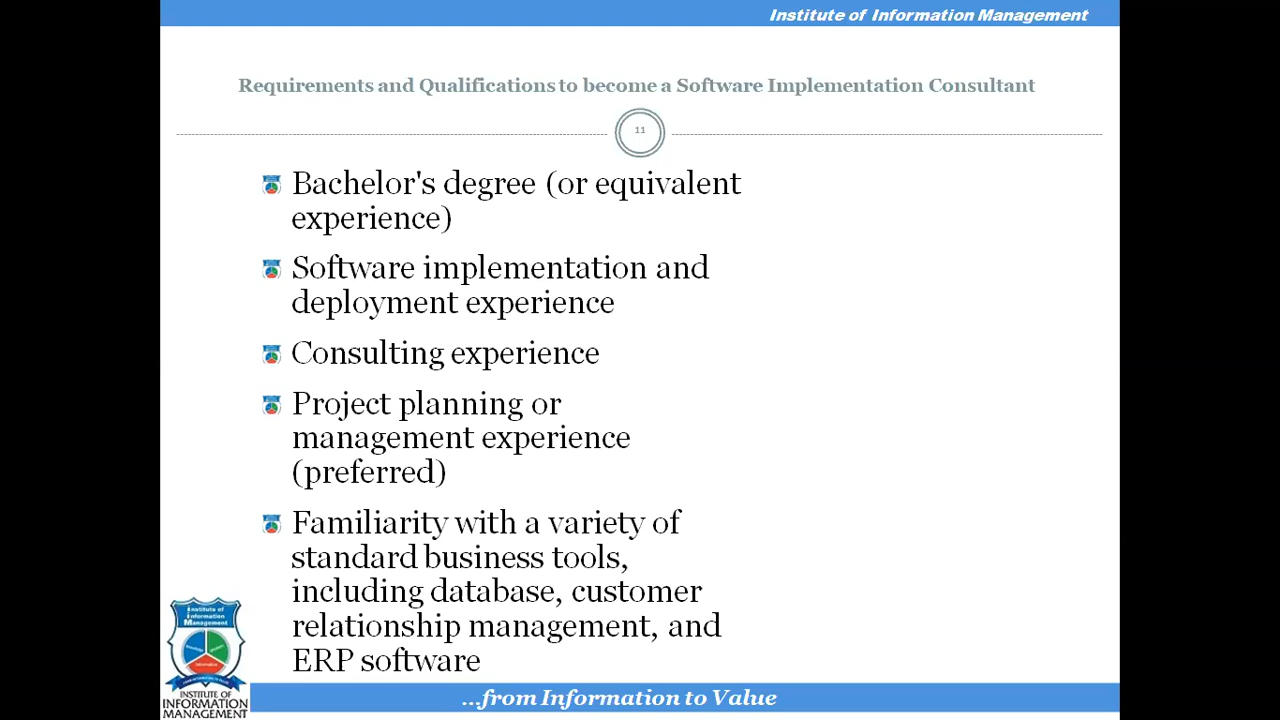 Institute of Information Management
Requirements and Qualifications to become a Software Implementation Consultant
11
Bachelor's degree (or equivalent
experience)
Software implementation and
deployment experience
Consulting experience
Project planning or
management experience
(preferred)
Familiarity with a variety of
standard business tools,
including database, customer
relationship management, and
ERP software
Institute of
Information
Management
Information
INSTITUTE OF
INFORMATION
MANAGEMENT
...from Information to Value